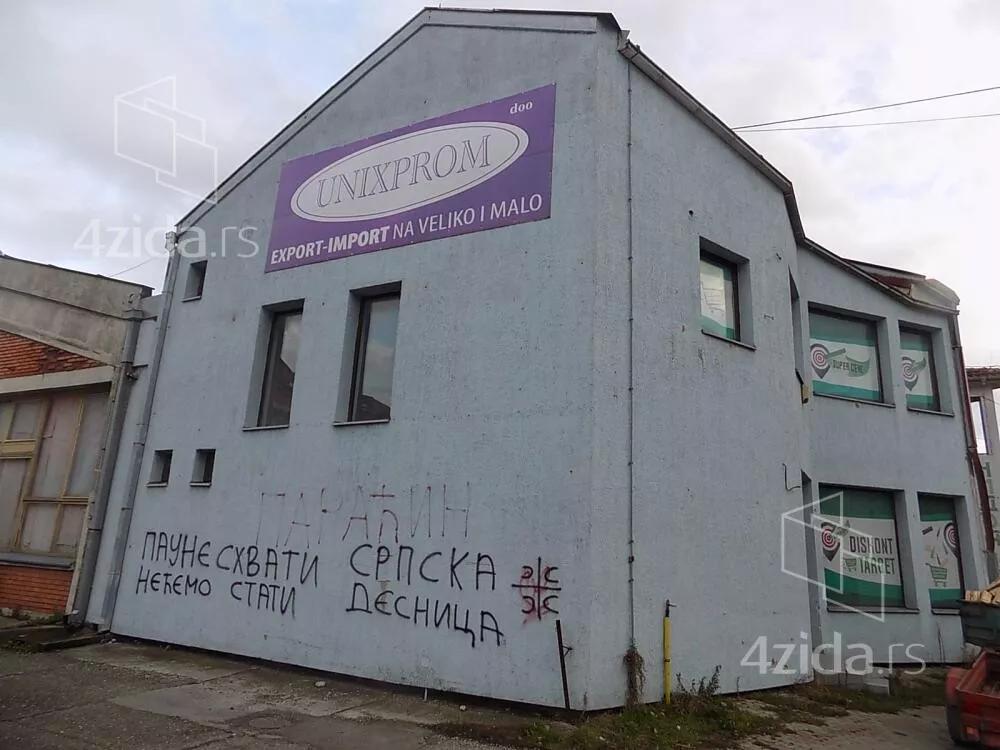 doo
UNIXPROM
EXPORT-IMPORT NA VELIKO I MALO
4zida.rs
SUPER CENE
DISKONT
TARGET
ПАРАЋИН
ПАУНЕ СХВАТИ
НЕЋЕМО СТАТИ
СРПСКА
ДЕСНИЦА
4zida.rs